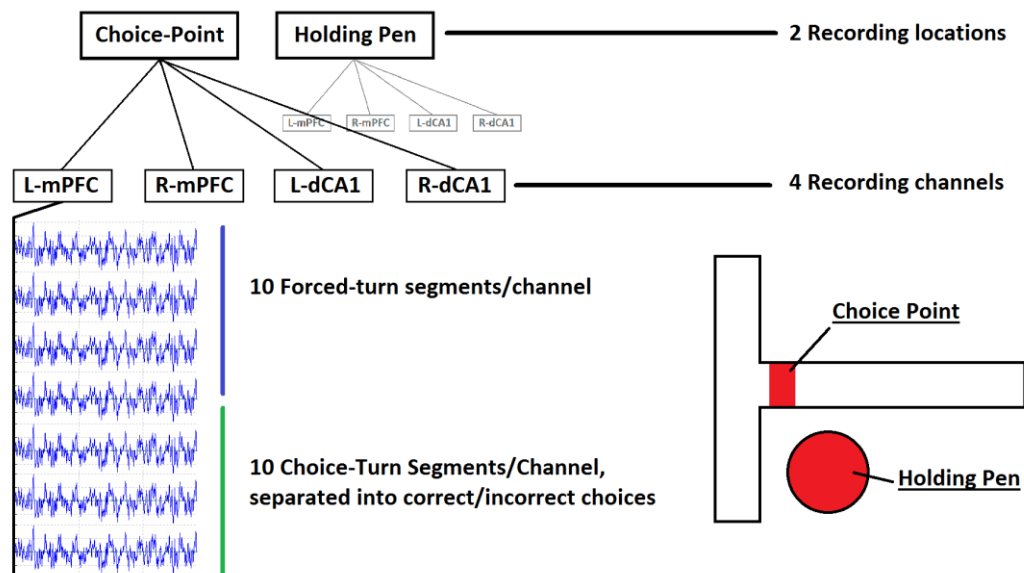 Choice-Point
Holding Pen
2 Recording locations
L-mPFC
R-mPFC
L-dCA1
R-dCA1
L-mPFC
R-mPFC
L-dCA1
R-dCA1
4 Recording channels
10 Forced-turn segments/channel
Choice Point
10 Choice-Turn Segments/Channel,
separated into correct/incorrect choices
Holding Pen